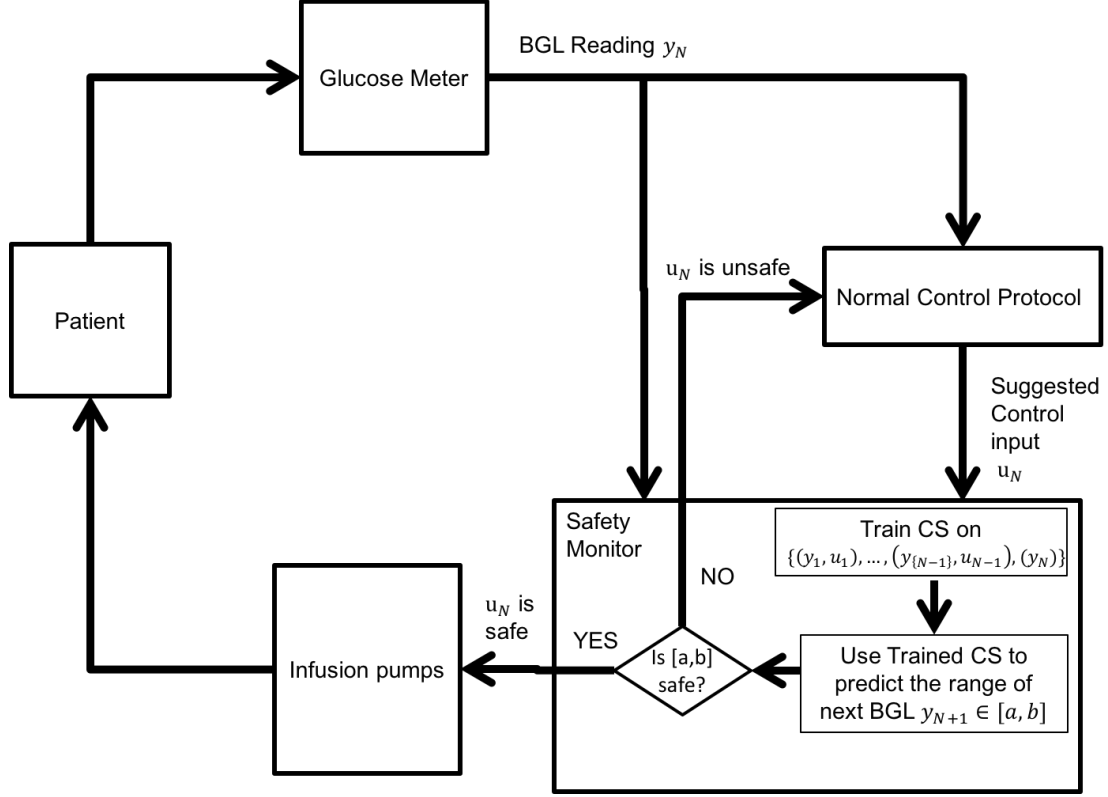 BGL Reading y_N
Glucose Meter
u_N is unsafe
Normal Control Protocol
Patient
Suggested
Control
input
u_N
Safety
Monitor
Train CS on
{(y_1, u_1), … , (y_{N−1}, u_{N−1}), (y_N)}
NO
u_N is
safe
YES
Is [a,b]
safe?
Use Trained CS to
predict the range of
next BGL y_{N+1} ∈ [a, b]
Infusion pumps